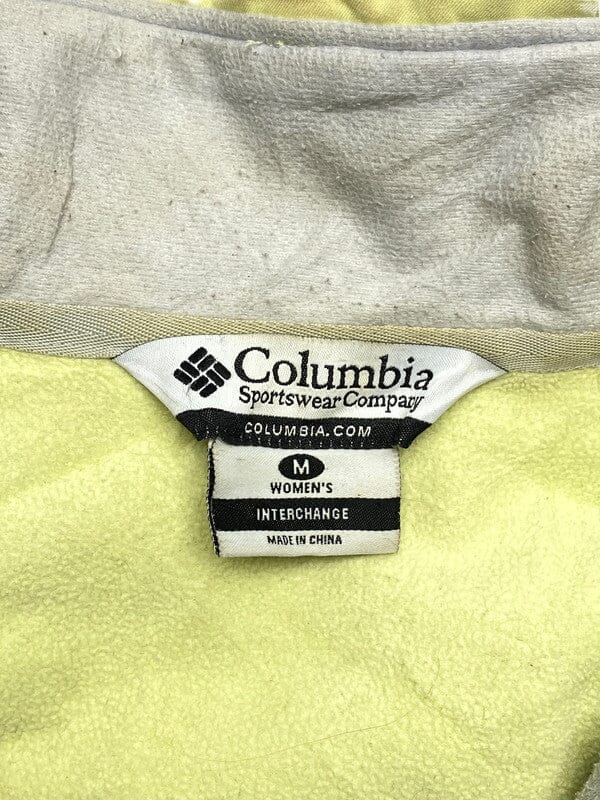 Columbia
Sportswear Company
COLUMBIA.COM
M
WOMEN'S
INTERCHANGE
MADE IN CHINA